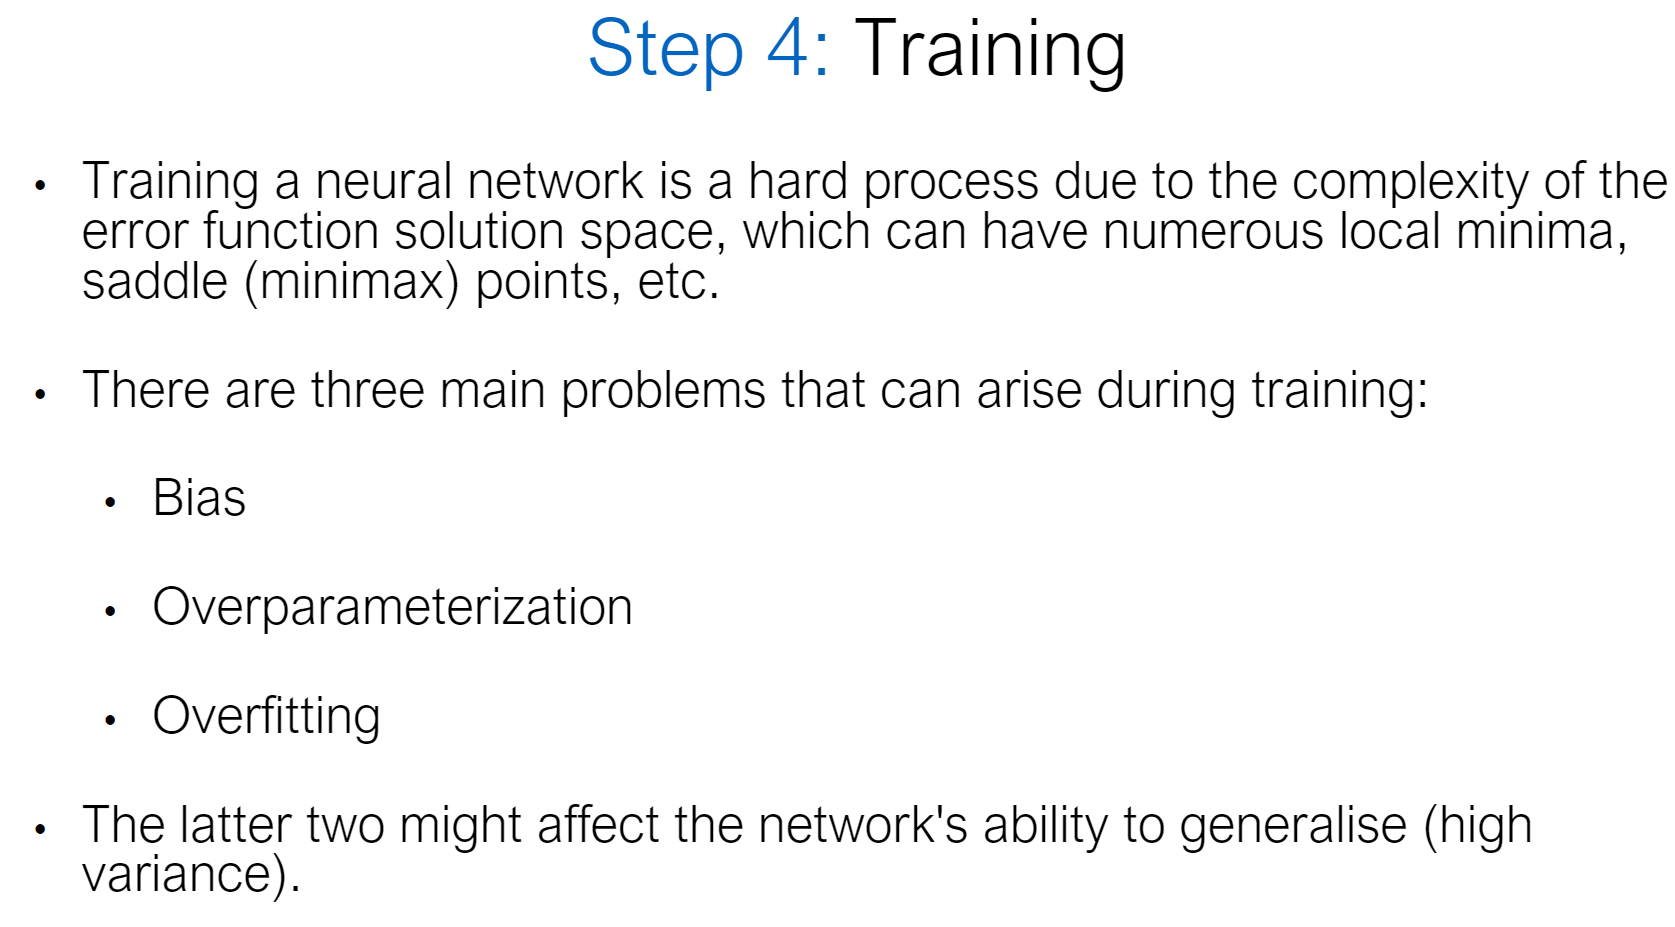 Step 4: Training
• Training a neural network is a hard process due to the complexity of the
error function solution space, which can have numerous local minima,
saddle (minimax) points, etc.
• There are three main problems that can arise during training:
• Bias
• Overparameterization
• Overfitting
• The latter two might affect the network's ability to generalise (high
variance).